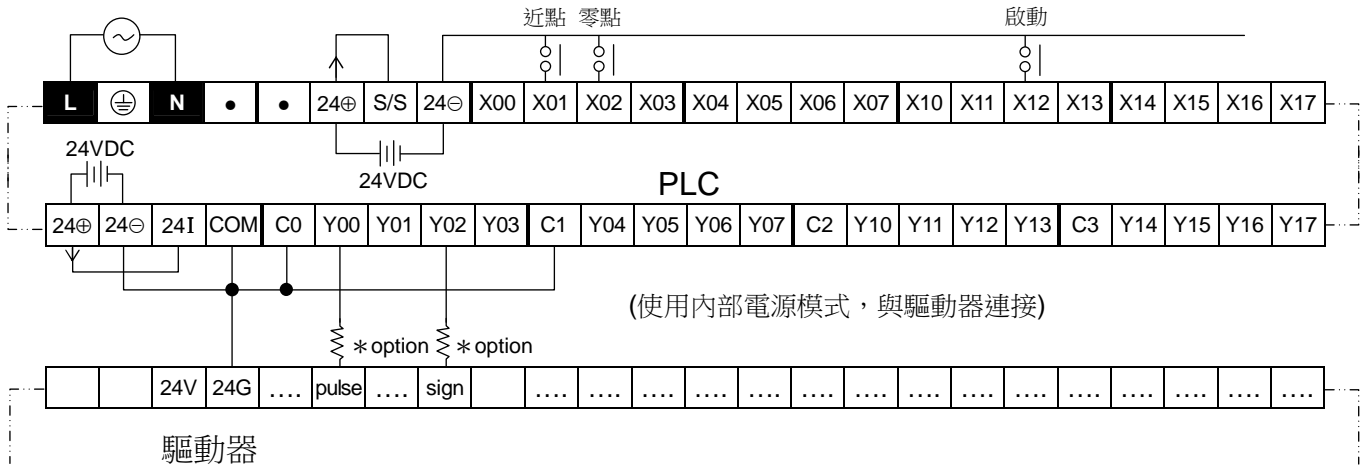 近點 零點 啟動
L N • • 24⊕ S/S 24⊖ X00 X01 X02 X03 X04 X05 X06 X07 X10 X11 X12 X13 X14 X15 X16 X17
24VDC
24VDC
PLC
24⊕ 24⊖ 24I COM C0 Y00 Y01 Y02 Y03 C1 Y04 Y05 Y06 Y07 C2 Y10 Y11 Y12 Y13 C3 Y14 Y15 Y16 Y17
(使用內部電源模式，與驅動器連接)
＊option ＊option
24V 24G .... pulse .... sign .... .... .... .... .... .... .... .... .... .... .... .... .... .... ....
驅動器